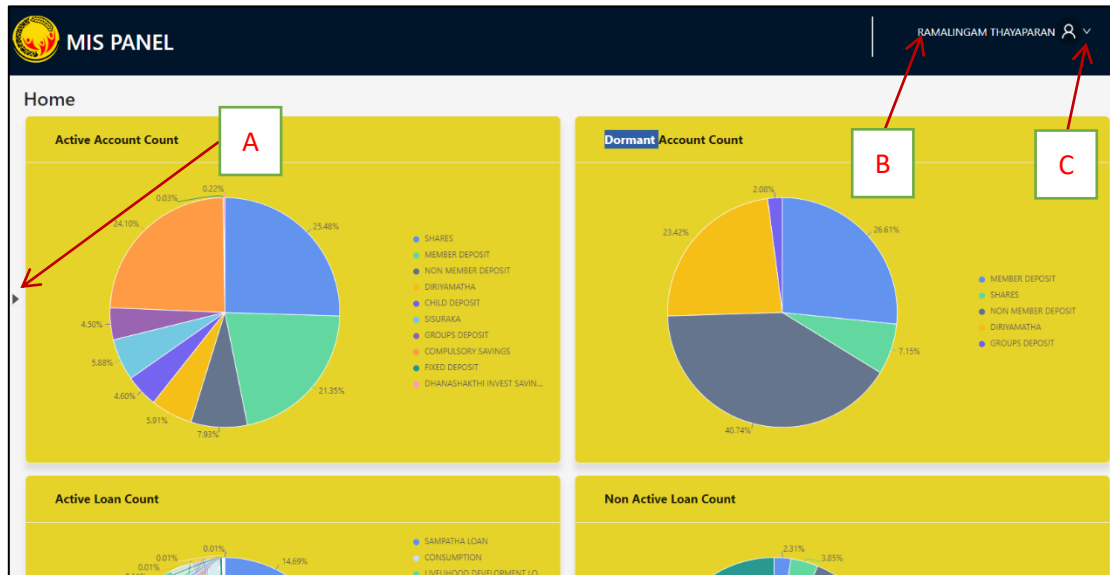 MIS PANEL
RAMALINGAM THAYAPARAN
Home
A
B
C
Active Account Count
0.22%
0.03%
24.10%
25.48%
4.50%
5.88%
4.60%
5.91%
7.93%
21.35%
SHARES
MEMBER DEPOSIT
NON MEMBER DEPOSIT
DIRIYAMATHA
CHILD DEPOSIT
SISURAKA
GROUPS DEPOSIT
COMPULSORY SAVINGS
FIXED DEPOSIT
DHANASHAKTHI INVEST SAVIN...
Dormant Account Count
2.08%
23.42%
26.61%
7.15%
40.74%
MEMBER DEPOSIT
SHARES
NON MEMBER DEPOSIT
DIRIYAMATHA
GROUPS DEPOSIT
Active Loan Count
0.01%
0.01%
0.01%
14.69%
SAMPATHA LOAN
CONSUMPTION
LIVELIHOOD DEVELOPMENT LO...
Non Active Loan Count
2.31%
3.85%